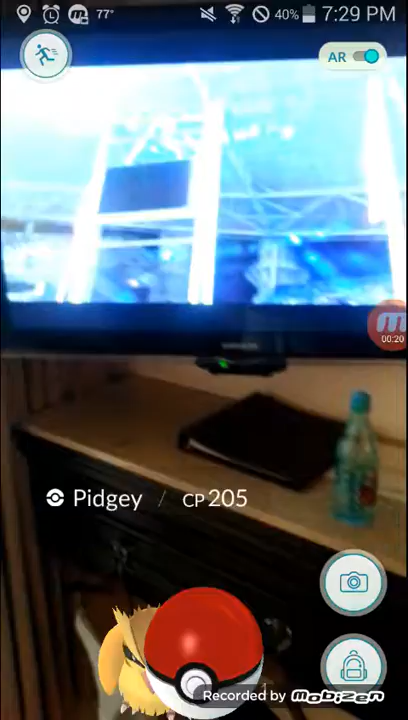 77° 40% 7:29 PM
AR
00:20
Pidgey / CP 205
Recorded by mobizen